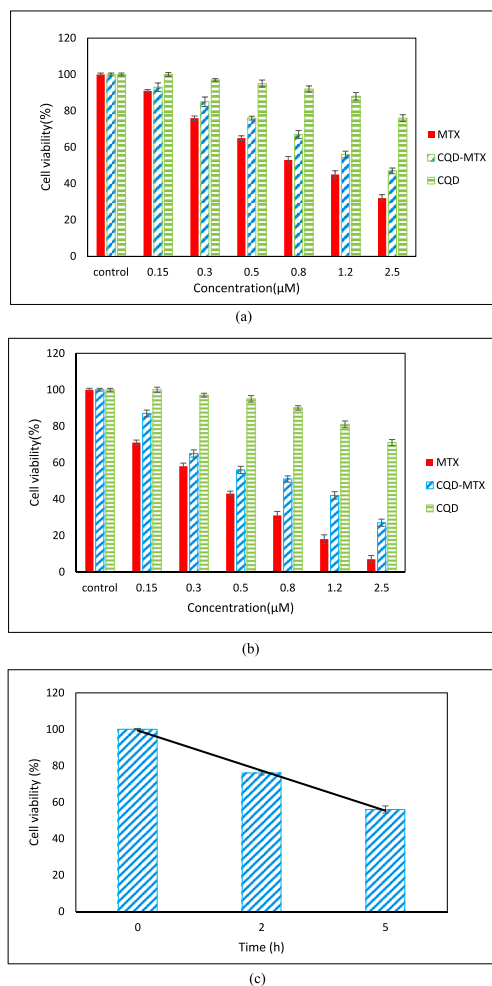 120
100
80
60
40
20
0
Cell viability(%)
control 0.15 0.3 0.5 0.8 1.2 2.5
Concentration(µM)
MTX
CQD-MTX
CQD
(a)
120
100
80
60
40
20
0
Cell viability(%)
control 0.15 0.3 0.5 0.8 1.2 2.5
Concentration(µM)
MTX
CQD-MTX
CQD
(b)
120
100
80
60
40
20
0
Cell viability (%)
0 2 5
Time (h)
(c)